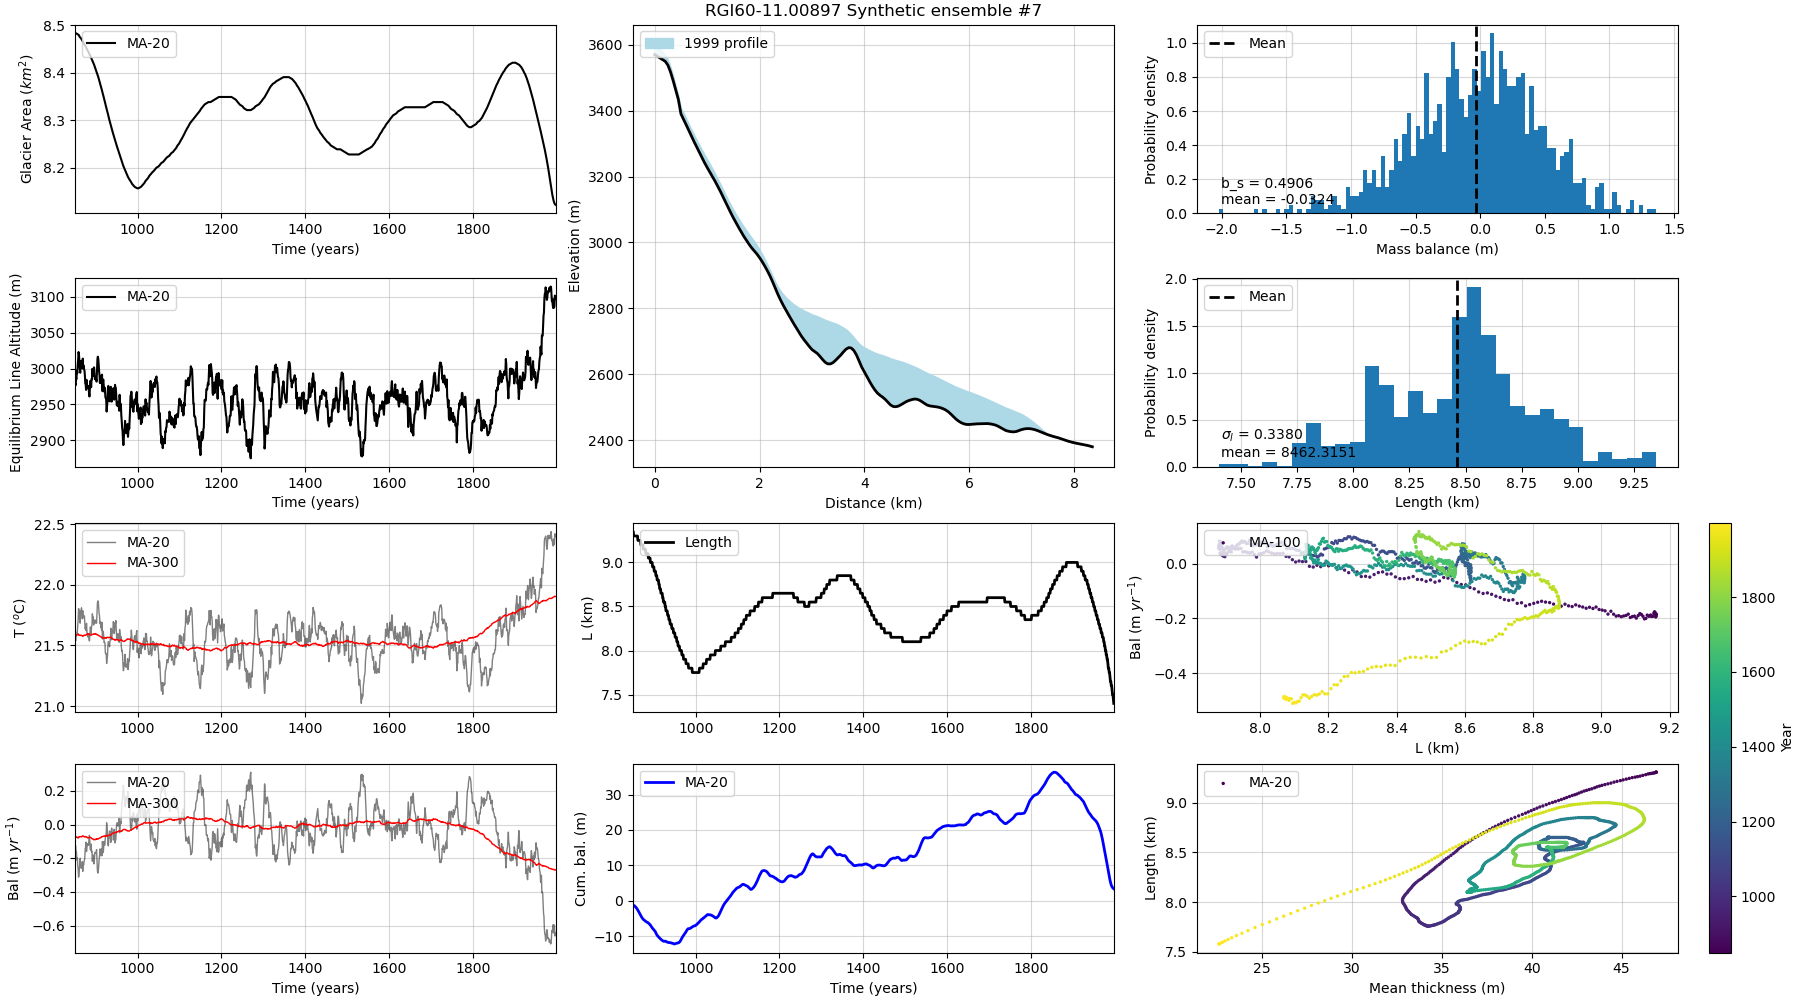 RGI60-11.00897 Synthetic ensemble #7
8.5
8.4
8.3
8.2
Glacier Area (km²)
MA-20
1000 1200 1400 1600 1800
Time (years)
3100
3050
3000
2950
2900
Equilibrium Line Altitude (m)
MA-20
1000 1200 1400 1600 1800
Time (years)
22.5
22.0
21.5
21.0
T (°C)
MA-20
MA-300
1000 1200 1400 1600 1800
0.2
0.0
−0.2
−0.4
−0.6
Bal (m yr⁻¹)
MA-20
MA-300
1000 1200 1400 1600 1800
Time (years)
3600
3400
3200
3000
2800
2600
2400
Elevation (m)
1999 profile
0 2 4 6 8
Distance (km)
9.0
8.5
8.0
7.5
L (km)
Length
1000 1200 1400 1600 1800
30
20
10
0
−10
Cum. bal. (m)
MA-20
1000 1200 1400 1600 1800
Time (years)
1.0
0.8
0.6
0.4
0.2
0.0
Probability density
Mean
b_s = 0.4906
mean = -0.0324
−2.0 −1.5 −1.0 −0.5 0.0 0.5 1.0 1.5
Mass balance (m)
2.0
1.5
1.0
0.5
0.0
Probability density
Mean
σₗ = 0.3380
mean = 8462.3151
7.50 7.75 8.00 8.25 8.50 8.75 9.00 9.25
Length (km)
0.0
−0.2
−0.4
Bal (m yr⁻¹)
MA-100
8.0 8.2 8.4 8.6 8.8 9.0 9.2
L (km)
9.0
8.5
8.0
7.5
Length (km)
MA-20
25 30 35 40 45
Mean thickness (m)
1800
1600
1400
1200
1000
Year